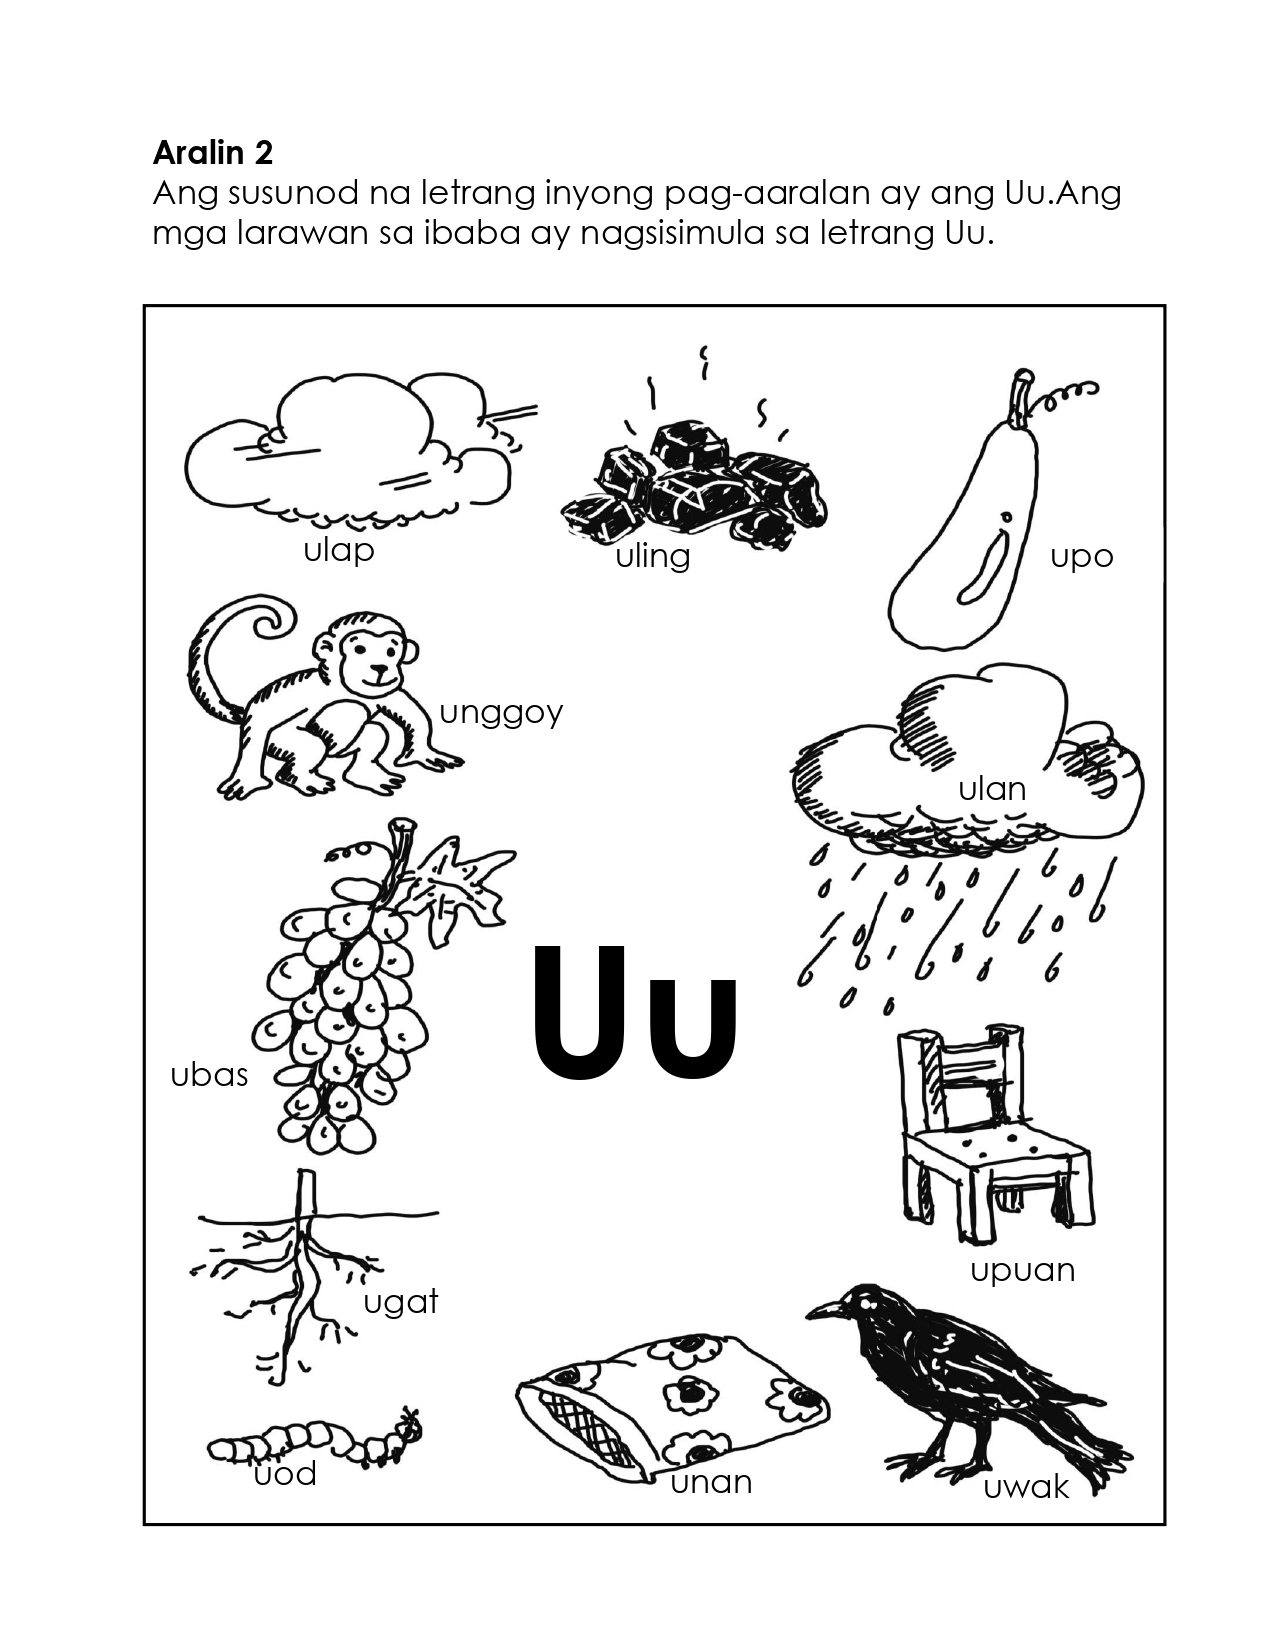 Aralin 2
Ang susunod na letrang inyong pag-aaralan ay ang Uu.Ang
mga larawan sa ibaba ay nagsisimula sa letrang Uu.
ulap
uling
upo
unggoy
ulan
Uu
ubas
upuan
ugat
uod
unan
uwak